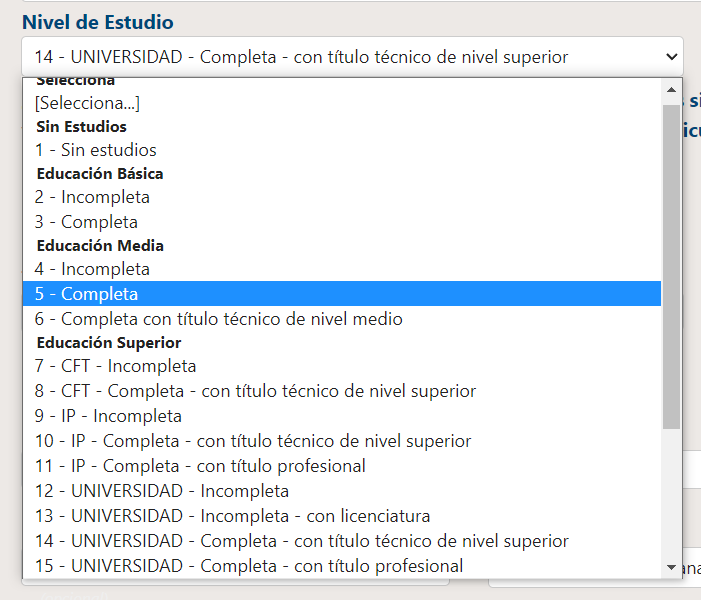 Nivel de Estudio
14 - UNIVERSIDAD - Completa - con título técnico de nivel superior
Selecciona
[Selecciona...]
Sin Estudios
1 - Sin estudios
Educación Básica
2 - Incompleta
3 - Completa
Educación Media
4 - Incompleta
5 - Completa
6 - Completa con título técnico de nivel medio
Educación Superior
7 - CFT - Incompleta
8 - CFT - Completa - con título técnico de nivel superior
9 - IP - Incompleta
10 - IP - Completa - con título técnico de nivel superior
11 - IP - Completa - con título profesional
12 - UNIVERSIDAD - Incompleta
13 - UNIVERSIDAD - Incompleta - con licenciatura
14 - UNIVERSIDAD - Completa - con título técnico de nivel superior
15 - UNIVERSIDAD - Completa - con título profesional